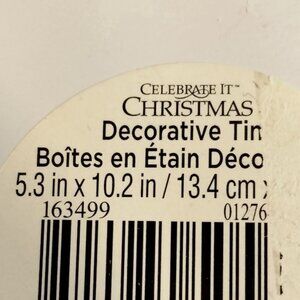 CELEBRATE IT™
CHRISTMAS
Decorative Tin
Boîtes en Étain Déco
5.3 in x 10.2 in / 13.4 cm x
163499 01276